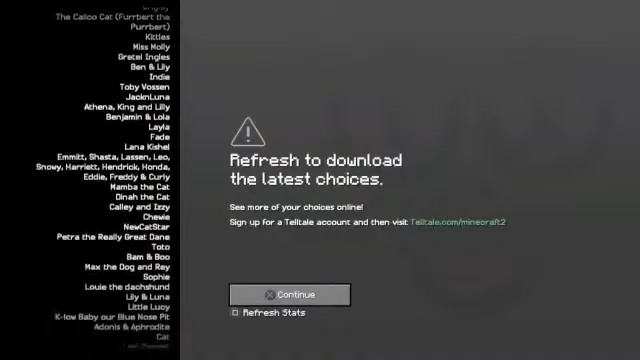 The Calico Cat (Furrbert the
Purrbert)
Kittles
Miss Molly
Gretel Ingles
Ben & Lily
Indie
Toby Vossen
JacknLuna
Athena, King and Lilly
Benjamin & Lola
Layla
Fade
Lana Kishel
Emmitt, Shasta, Lassen, Leo,
Snowy, Harriett, Hendrick, Honda,
Eddie, Freddy & Curly
Mamba the Cat
Dinah the Cat
Calley and Izzy
Chewie
NewCatStar
Petra the Really Great Dane
Toto
Bam & Boo
Max the Dog and Rey
Sophie
Louie the dachshund
Lily & Luna
Little Lucy
K-low Baby our Blue Nose Pit
Adonis & Aphrodite
Cat
Refresh to download
the latest choices.
See more of your choices online!
Sign up for a Telltale account and then visit Telltale.com/minecraft2
Continue
Refresh Stats